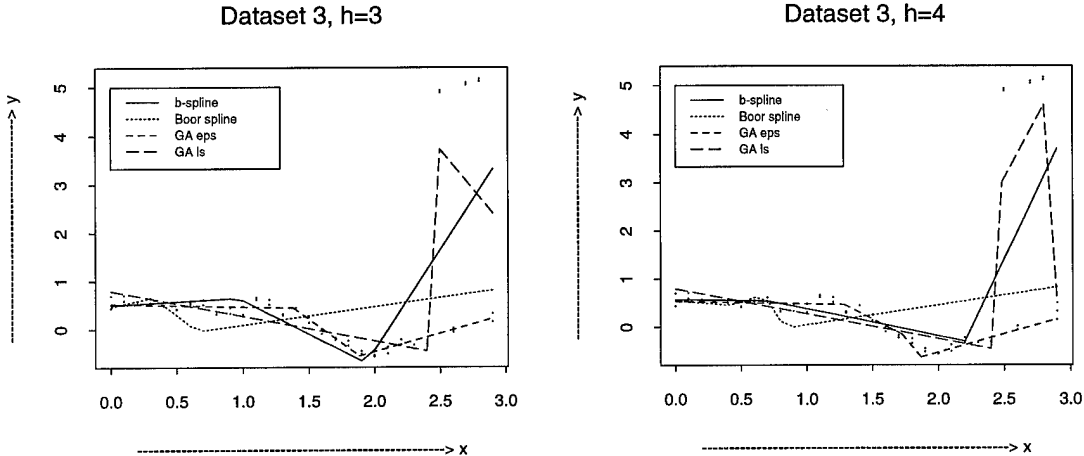 Dataset 3, h=3
b-spline
Boor spline
GA eps
GA ls
5
4
3
2
1
0
y
0.0 0.5 1.0 1.5 2.0 2.5 3.0
x
Dataset 3, h=4
b-spline
Boor spline
GA eps
GA ls
5
4
3
2
1
0
y
0.0 0.5 1.0 1.5 2.0 2.5 3.0
x